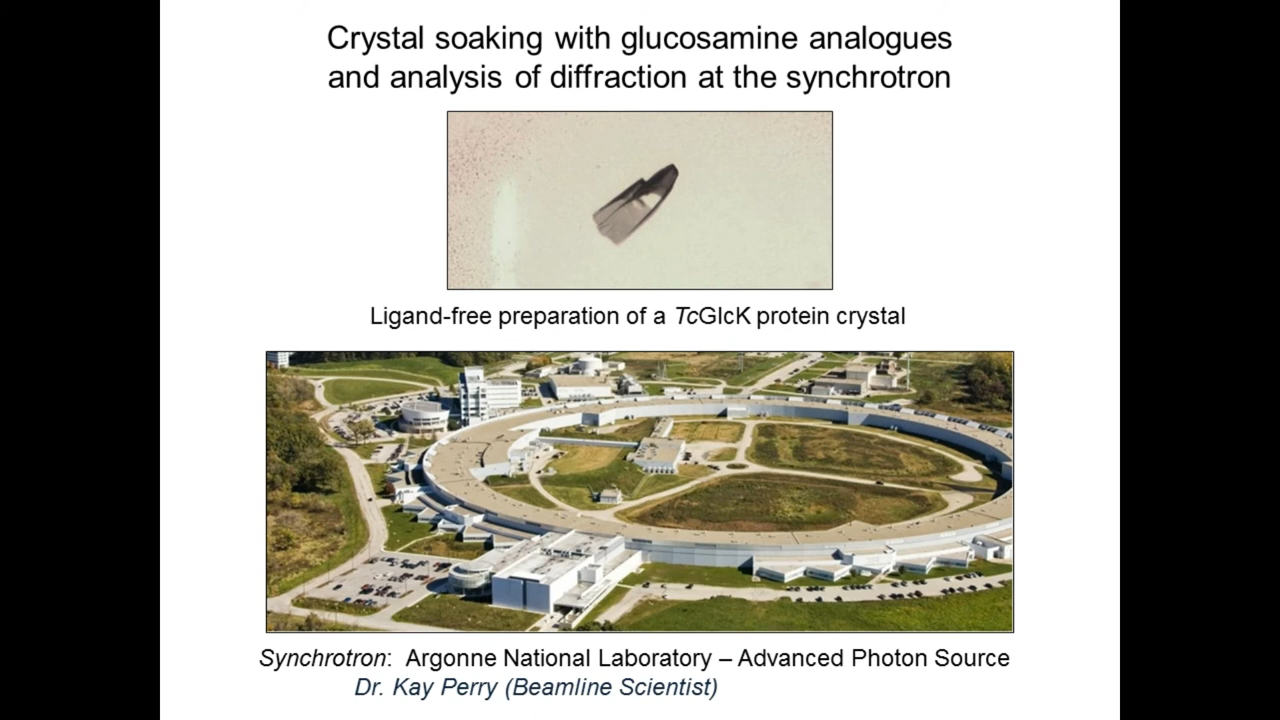 Crystal soaking with glucosamine analogues
and analysis of diffraction at the synchrotron
Ligand-free preparation of a TcGlcK protein crystal
Synchrotron: Argonne National Laboratory – Advanced Photon Source
Dr. Kay Perry (Beamline Scientist)